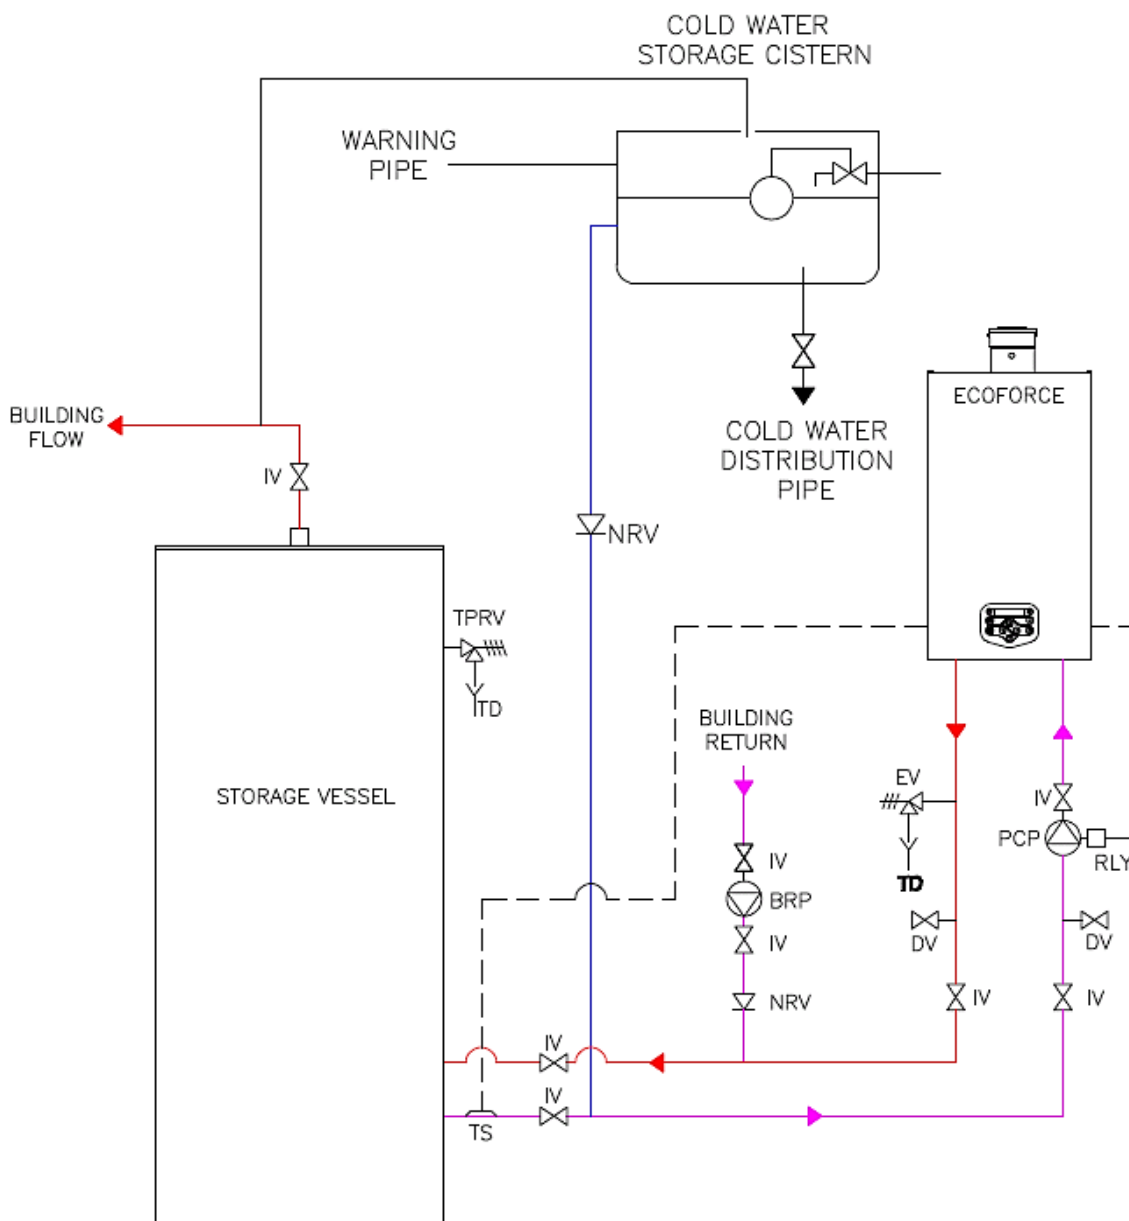 COLD WATER
STORAGE CISTERN
WARNING
PIPE
ECOFORCE
BUILDING
FLOW
COLD WATER
DISTRIBUTION
PIPE
IV
NRV
TPRV
TD
BUILDING
RETURN
STORAGE VESSEL
EV
IV
PCP
RLY
TD
IV
BRP
IV
DV
DV
NRV
IV
IV
IV
IV
TS